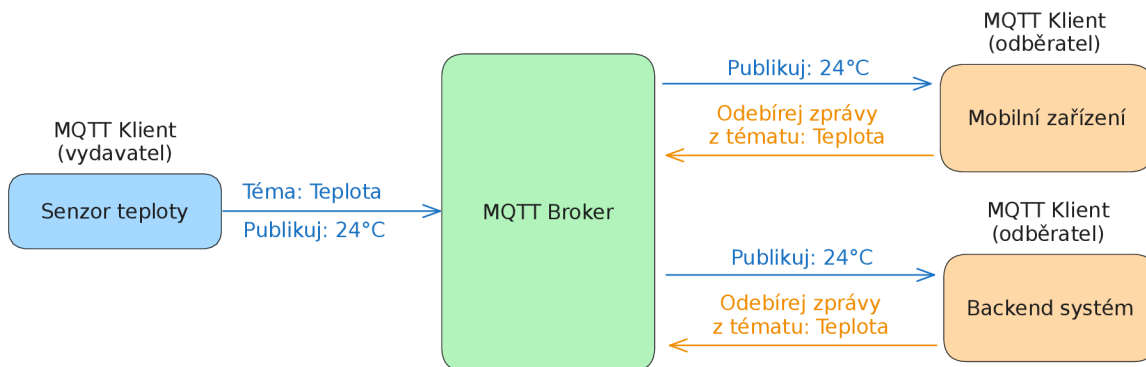 MQTT Klient
(vydavatel)
Senzor teploty
Téma: Teplota
Publikuj: 24°C
MQTT Broker
Publikuj: 24°C
Odebírej zprávy
z tématu: Teplota
MQTT Klient
(odběratel)
Mobilní zařízení
Publikuj: 24°C
Odebírej zprávy
z tématu: Teplota
MQTT Klient
(odběratel)
Backend systém